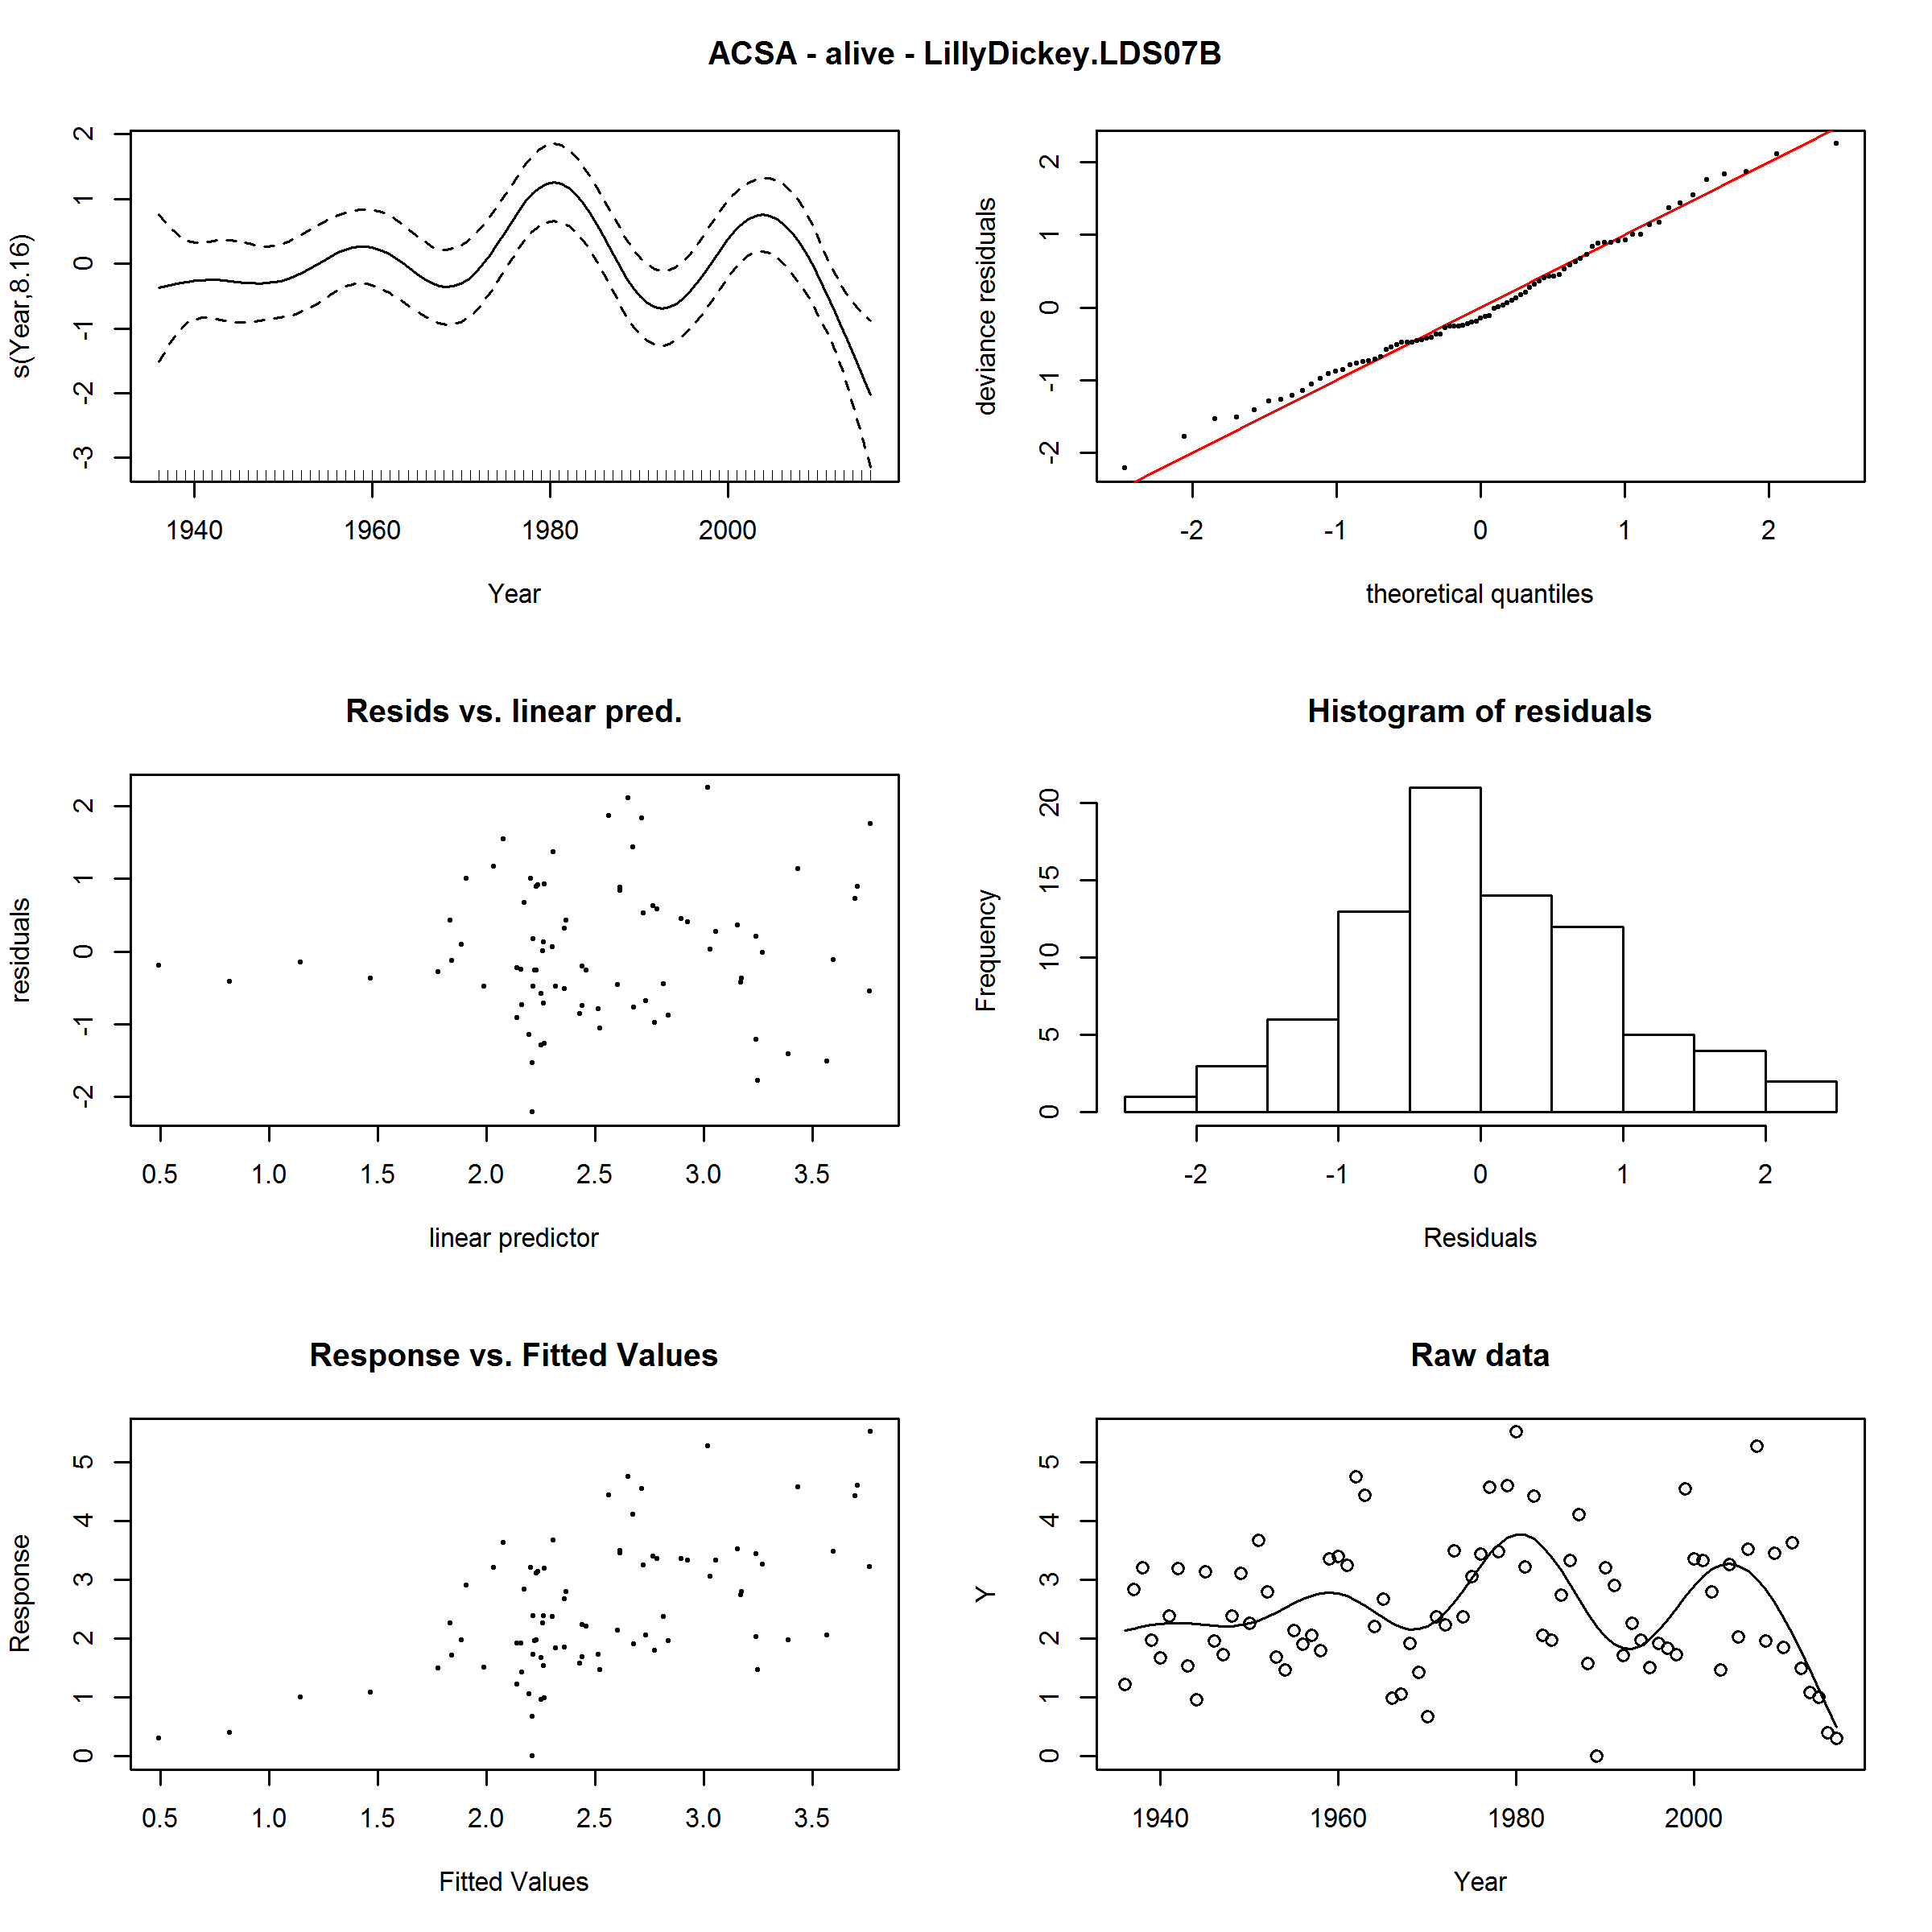 ACSA - alive - LillyDickey.LDS07B
s(Year,8.16)
2
1
0
-1
-2
-3
1940 1960 1980 2000
Year
deviance residuals
2
1
0
-1
-2
-2 -1 0 1 2
theoretical quantiles
Resids vs. linear pred.
residuals
2
1
0
-1
-2
0.5 1.0 1.5 2.0 2.5 3.0 3.5
linear predictor
Histogram of residuals
Frequency
20
15
10
5
0
-2 -1 0 1 2
Residuals
Response vs. Fitted Values
Response
5
4
3
2
1
0
0.5 1.0 1.5 2.0 2.5 3.0 3.5
Fitted Values
Raw data
Y
5
4
3
2
1
0
1940 1960 1980 2000
Year